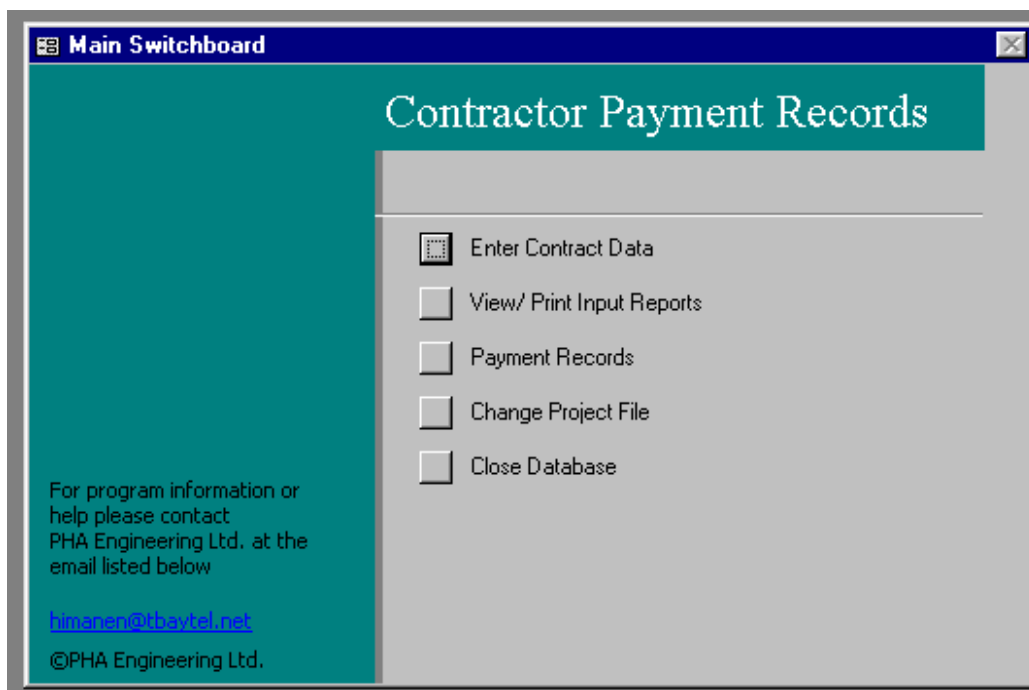 Main Switchboard
Contractor Payment Records
Enter Contract Data
View/ Print Input Reports
Payment Records
Change Project File
Close Database
For program information or
help please contact
PHA Engineering Ltd. at the
email listed below
himanen@tbaytel.net
©PHA Engineering Ltd.